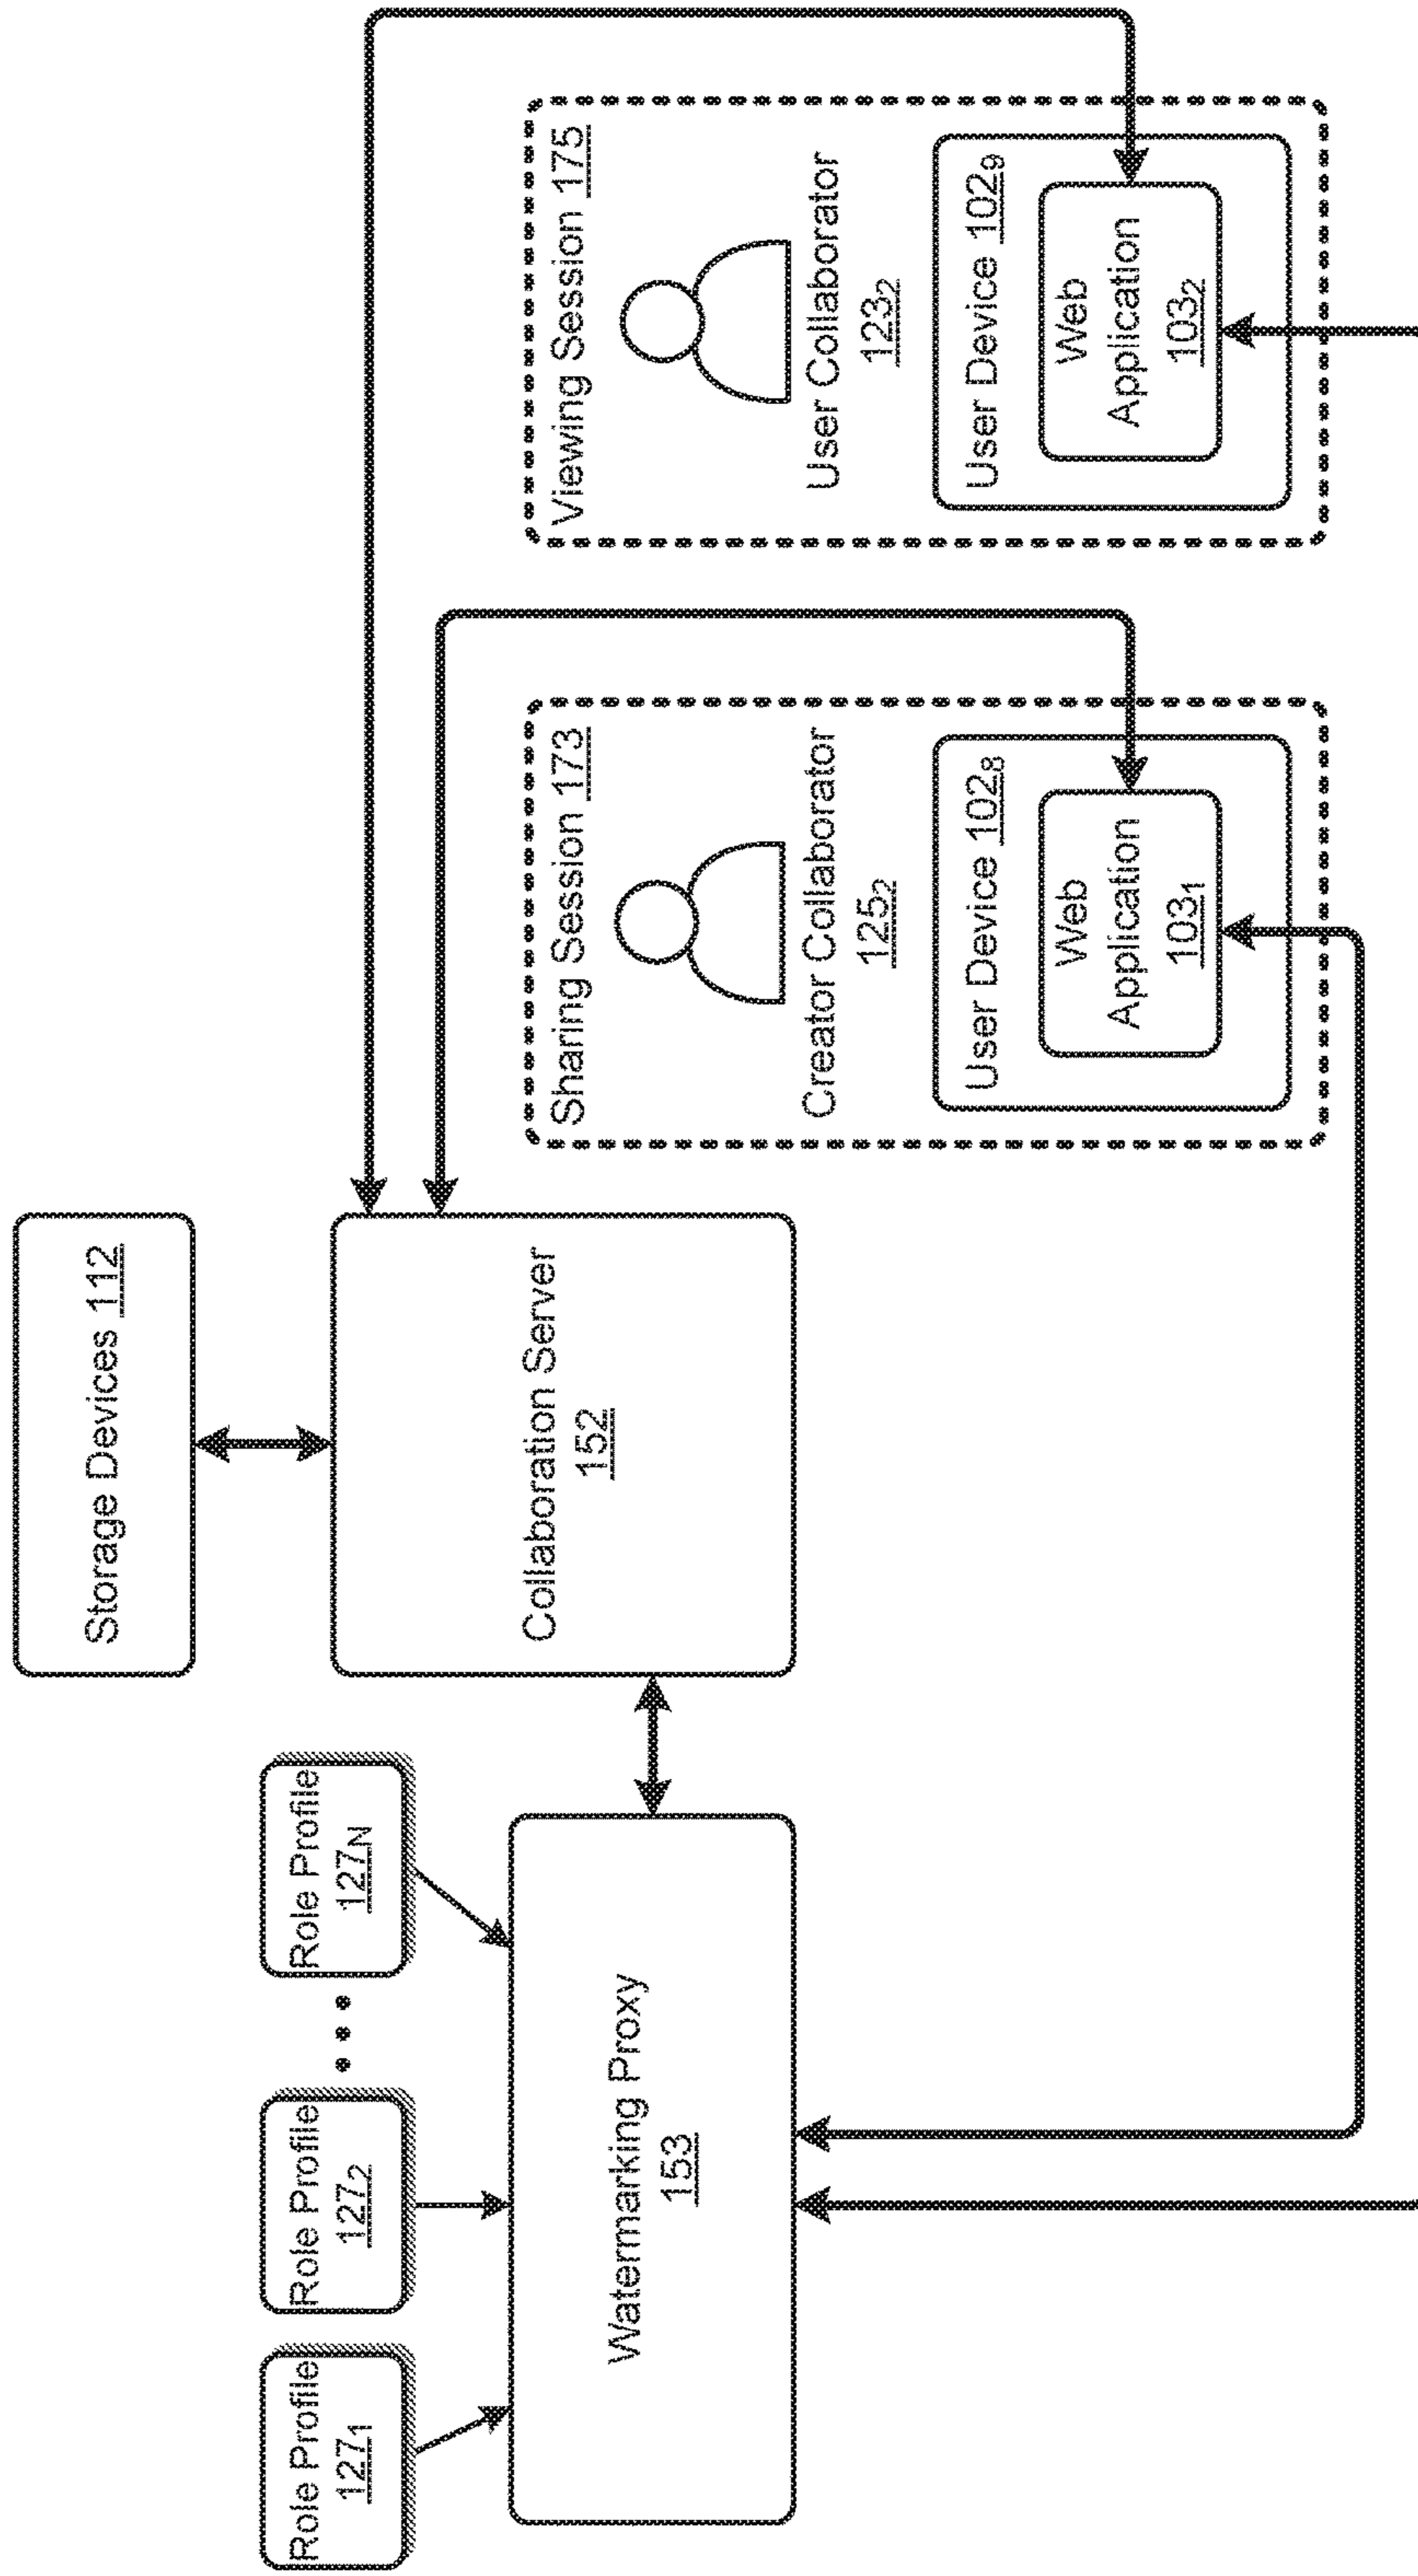 Storage Devices 112
Role Profile
127₁
Role Profile
127₂
Role Profile
127N
Collaboration Server
152
Watermarking Proxy
153
Sharing Session 173
Creator Collaborator
125₂
User Device 102₈
Web
Application
103₁
Viewing Session 175
User Collaborator
123₂
User Device 102₉
Web
Application
103₂